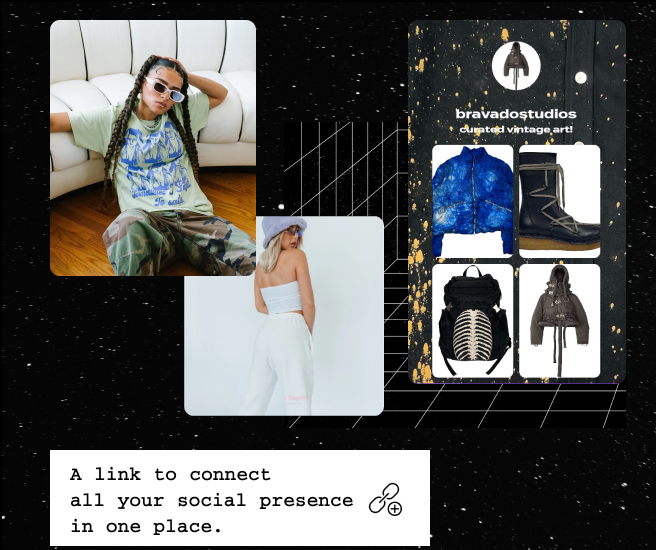 bravadostudios
curated vintage art!
A link to connect
all your social presence
in one place.